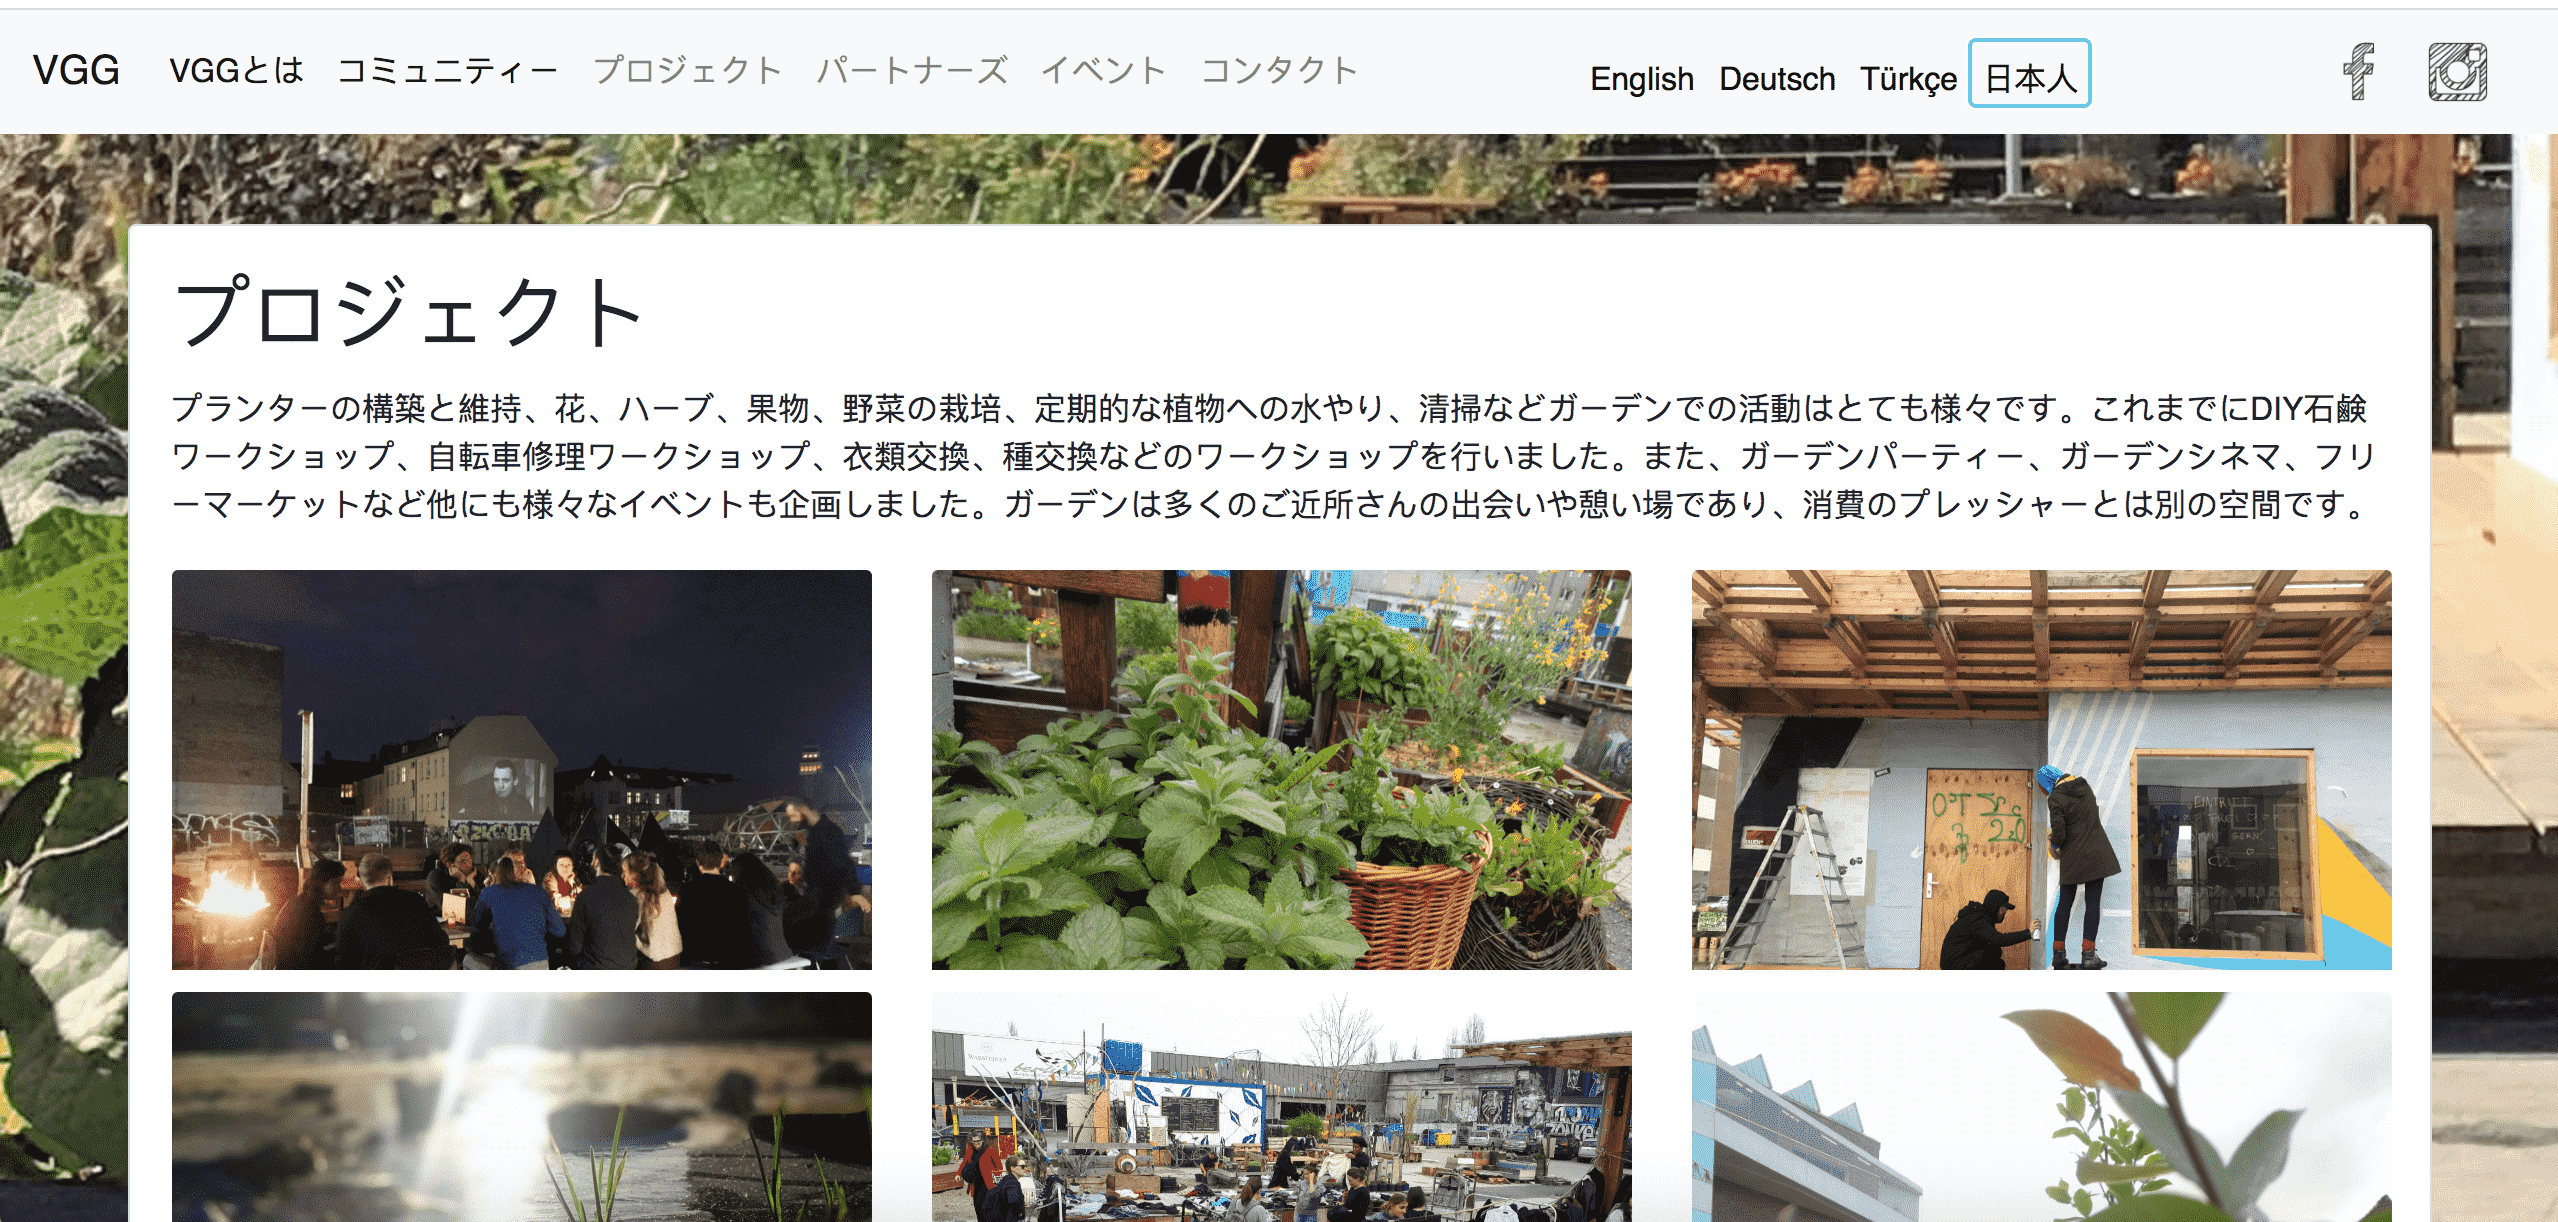 VGG VGGとは コミュニティー プロジェクト パートナーズ イベント コンタクト English Deutsch Türkçe 日本人
プロジェクト
プランターの構築と維持、花、ハーブ、果物、野菜の栽培、定期的な植物への水やり、清掃などガーデンでの活動はとても様々です。これまでにDIY石鹸
ワークショップ、自転車修理ワークショップ、衣類交換、種交換などのワークショップを行いました。また、ガーデンパーティー、ガーデンシネマ、フリ
ーマーケットなど他にも様々なイベントも企画しました。ガーデンは多くのご近所さんの出会いや憩い場であり、消費のプレッシャーとは別の空間です。
EINTRITT
FREI
GERN
WARSTEINER